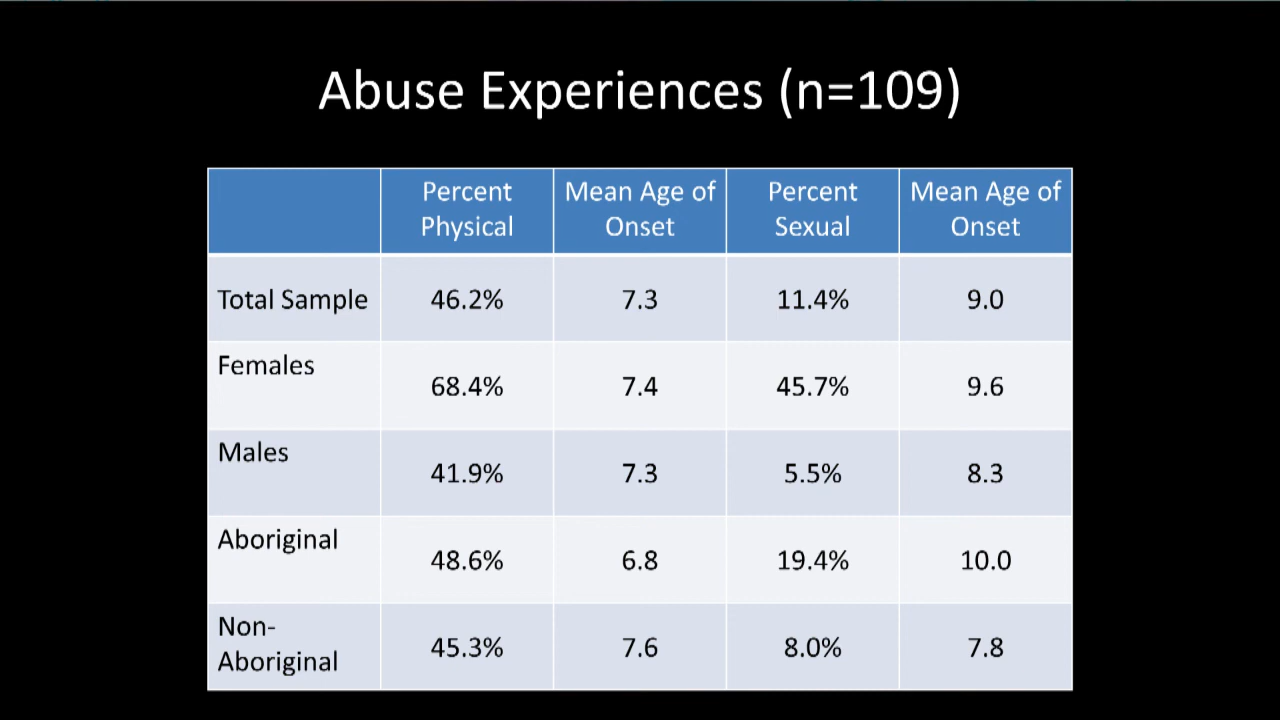 Abuse Experiences (n=109)
Percent Physical | Mean Age of Onset | Percent Sexual | Mean Age of Onset
Total Sample | 46.2% | 7.3 | 11.4% | 9.0
Females | 68.4% | 7.4 | 45.7% | 9.6
Males | 41.9% | 7.3 | 5.5% | 8.3
Aboriginal | 48.6% | 6.8 | 19.4% | 10.0
Non-Aboriginal | 45.3% | 7.6 | 8.0% | 7.8